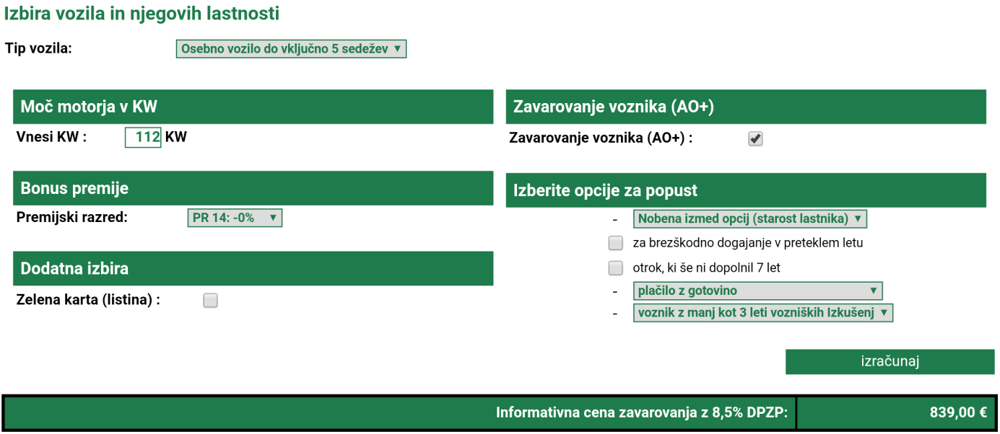 Izbira vozila in njegovih lastnosti
Tip vozila: Osebno vozilo do vključno 5 sedežev
Moč motorja v KW
Vnesi KW : 112 KW
Bonus premije
Premijski razred: PR 14: -0%
Dodatna izbira
Zelena karta (listina) :
Zavarovanje voznika (AO+)
Zavarovanje voznika (AO+) :
Izberite opcije za popust
- Nobena izmed opcij (starost lastnika)
za brezškodno dogajanje v preteklem letu
otrok, ki še ni dopolnil 7 let
- plačilo z gotovino
- voznik z manj kot 3 leti vozniških Izkušenj
izračunaj
Informativna cena zavarovanja z 8,5% DPZP: 839,00 €